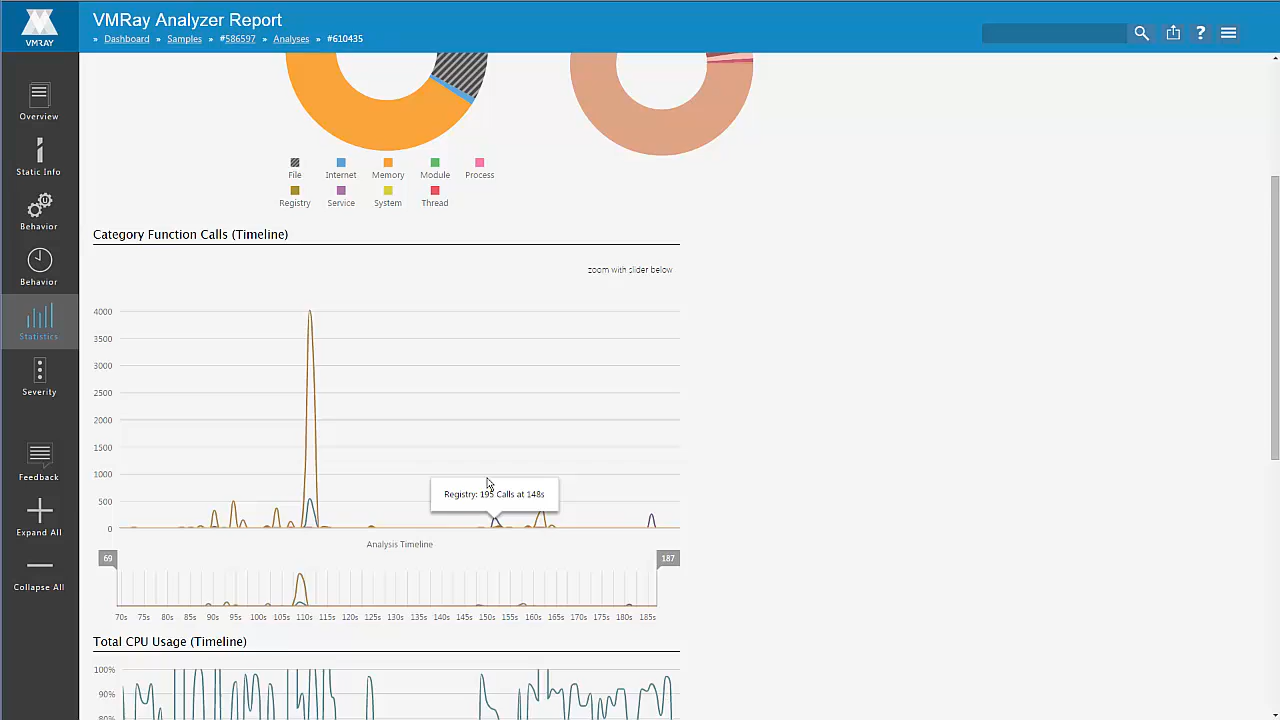 VMRay Analyzer Report
VMRAY
» Dashboard » Samples » #586597 » Analyses » #610435
?
Overview
Static Info
Behavior
Behavior
Statistics
Severity
Feedback
Expand All
Collapse All
File Internet Memory Module Process
Registry Service System Thread
Category Function Calls (Timeline)
zoom with slider below
4000
3500
3000
2500
2000
1500
1000
500
0
Registry: 195 Calls at 148s
Analysis Timeline
69 187
70s 75s 80s 85s 90s 95s 100s 105s 110s 115s 120s 125s 130s 135s 140s 145s 150s 155s 160s 165s 170s 175s 180s 185s
Total CPU Usage (Timeline)
100%
90%
80%